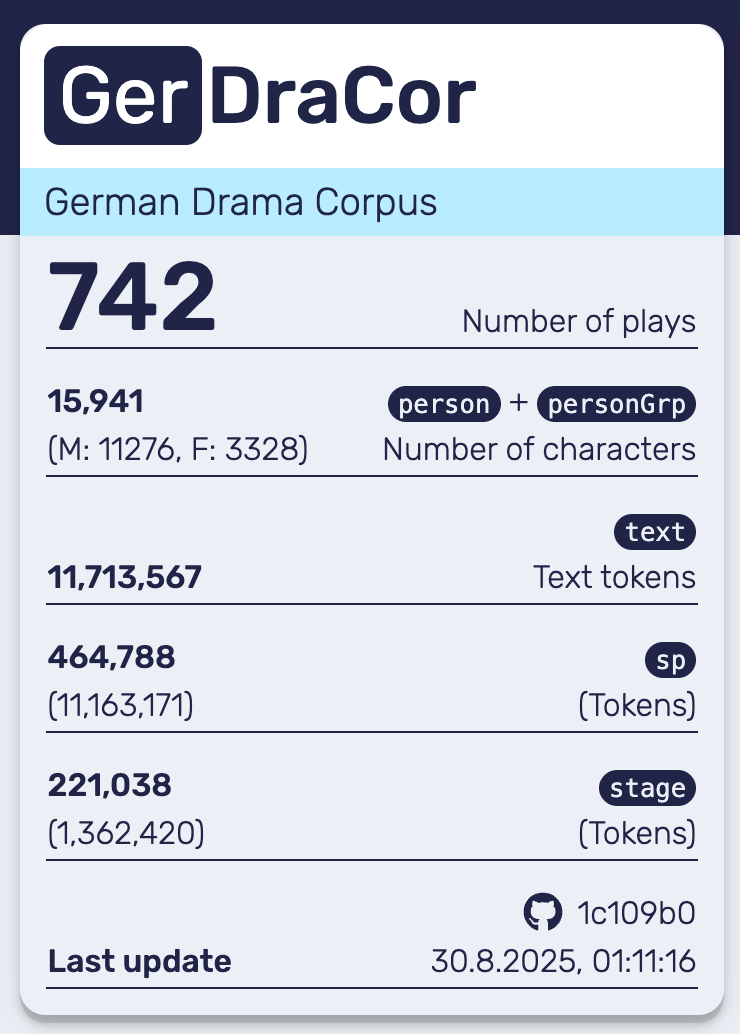 GerDraCor
German Drama Corpus
742 Number of plays
15,941 person + personGrp
(M: 11276, F: 3328) Number of characters
text
11,713,567 Text tokens
464,788 sp
(11,163,171) (Tokens)
221,038 stage
(1,362,420) (Tokens)
1c109b0
Last update 30.8.2025, 01:11:16